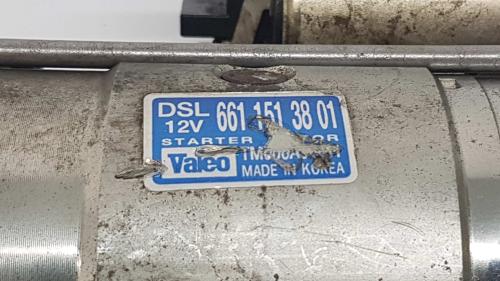 DSL 661 151 38 01
12V
STARTER
Valeo
MADE IN KOREA